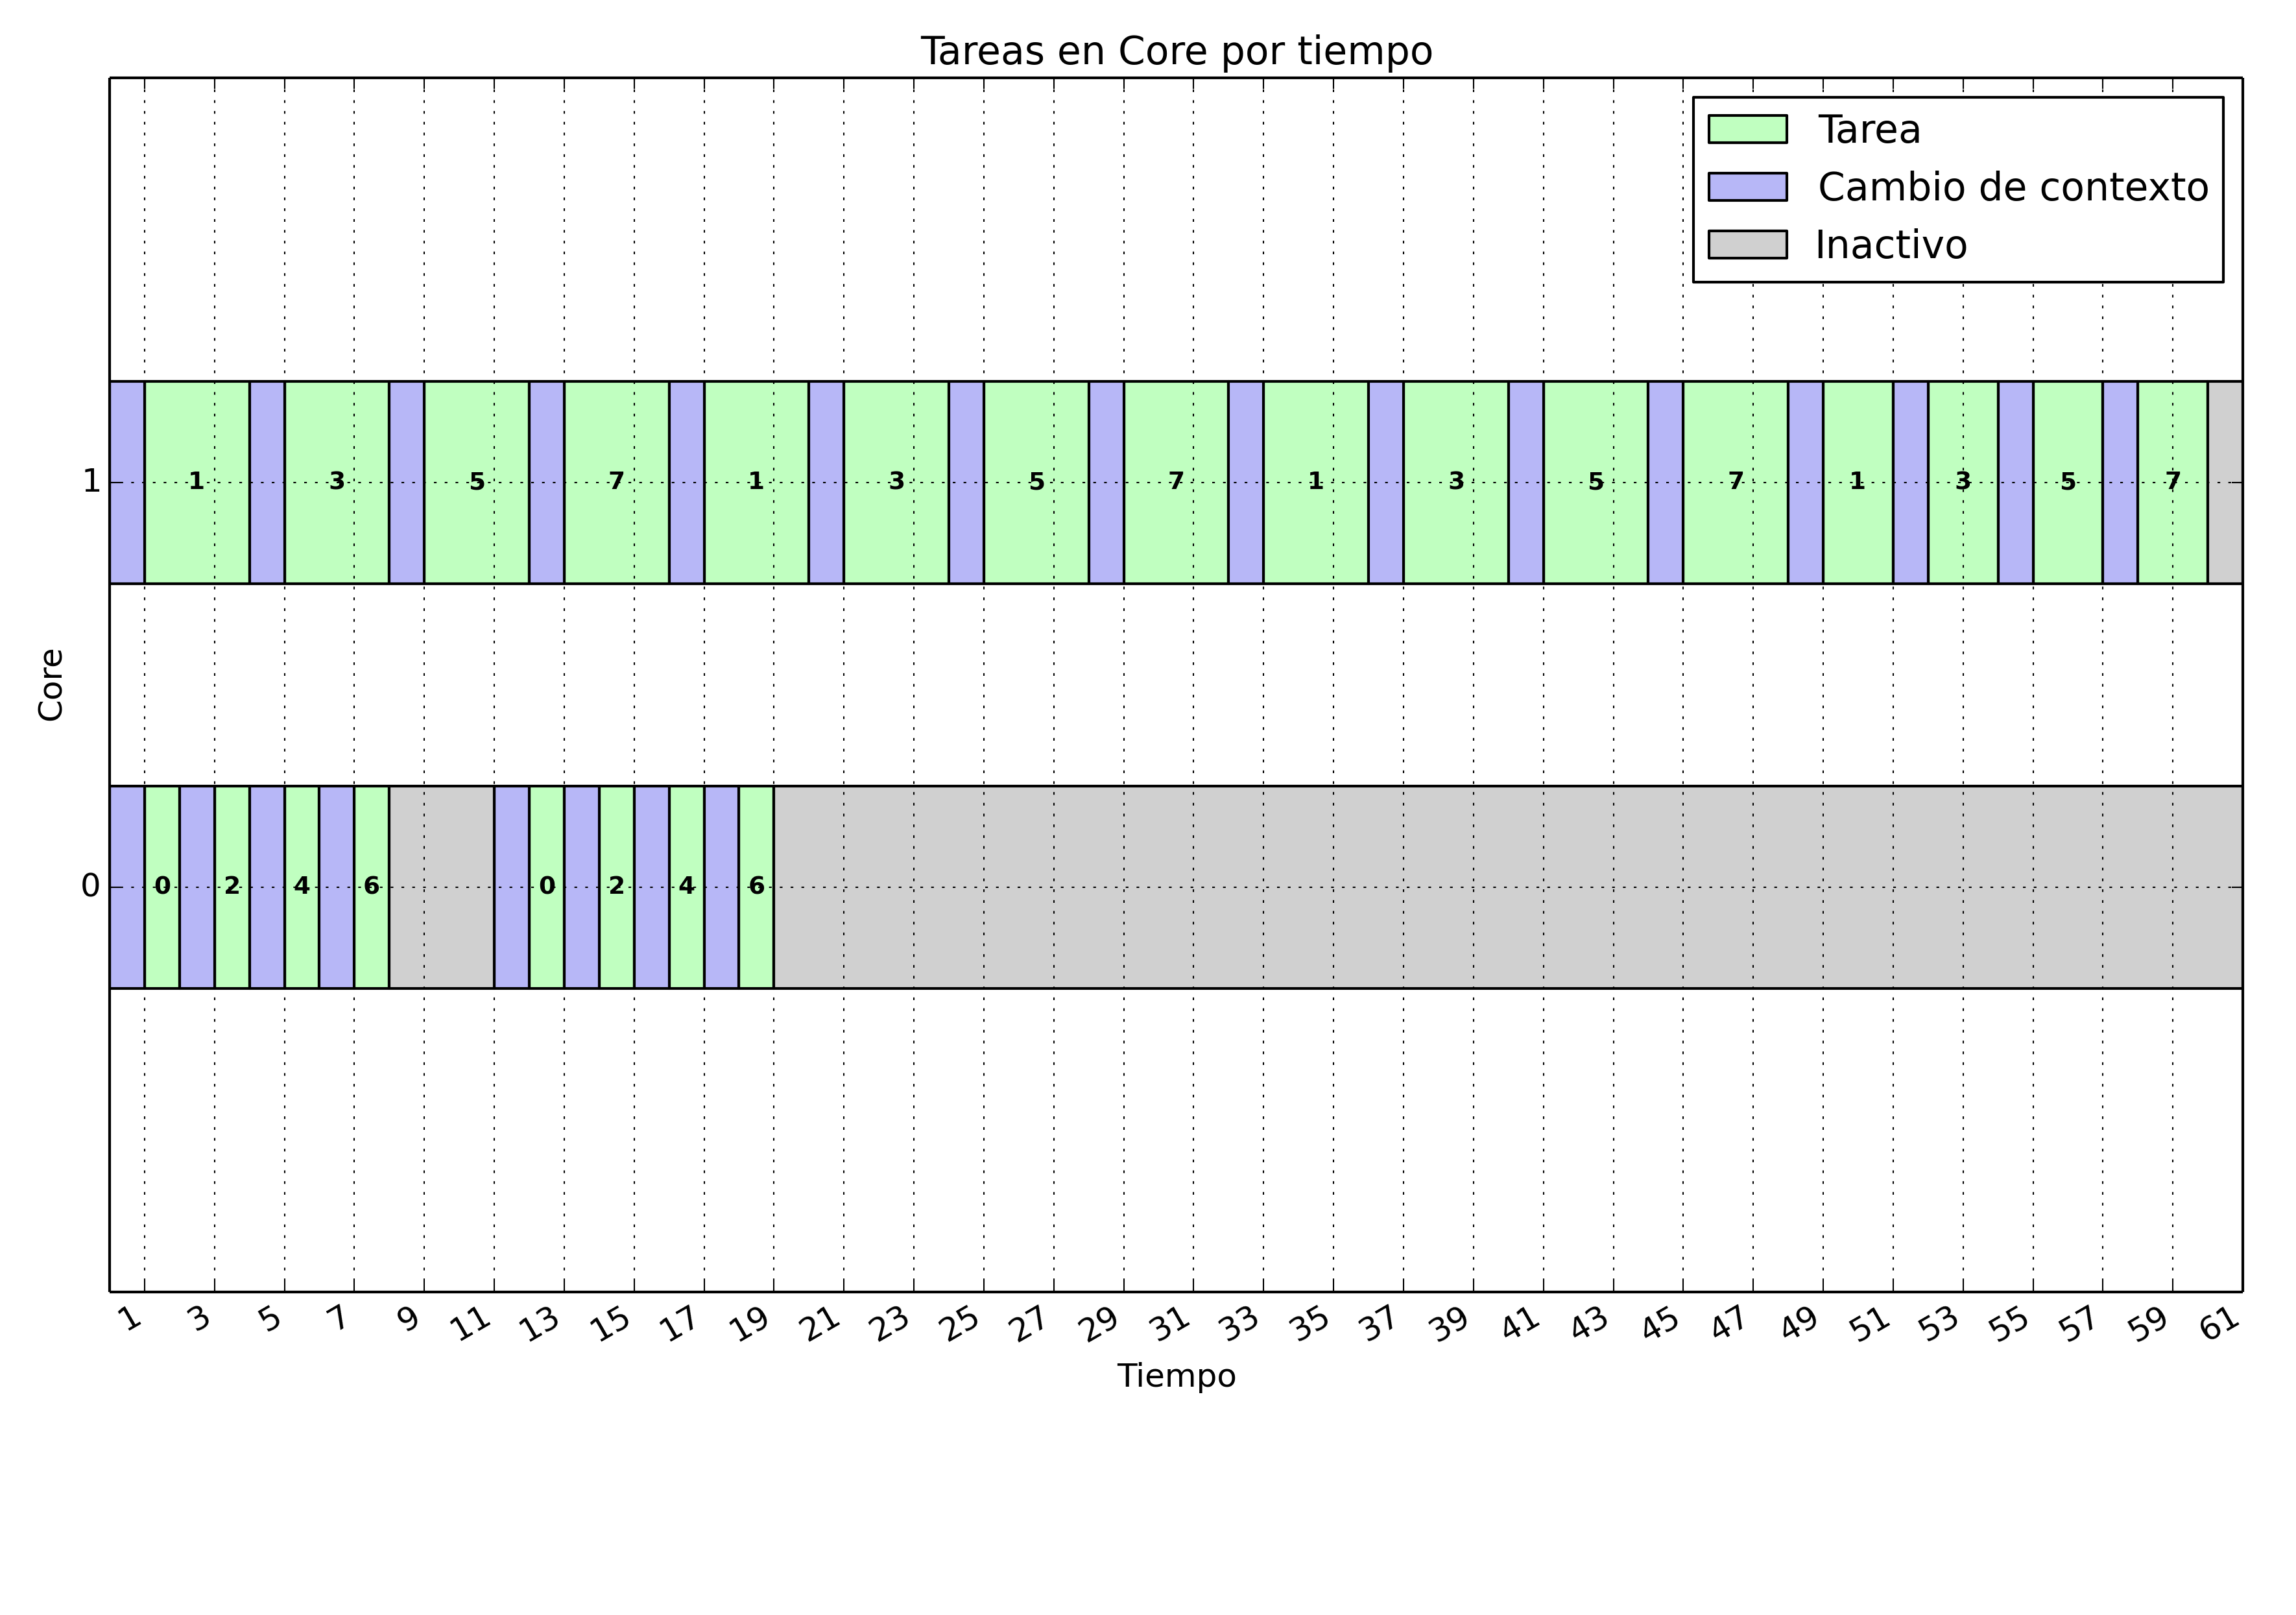 Tareas en Core por tiempo
Tarea
Cambio de contexto
Inactivo
1 1 3 5 7 1 3 5 7 1 3 5 7 1 3 5 7
Core
0 0 2 4 6 0 2 4 6
1 3 5 7 9 11 13 15 17 19 21 23 25 27 29 31 33 35 37 39 41 43 45 47 49 51 53 55 57 59 61
Tiempo